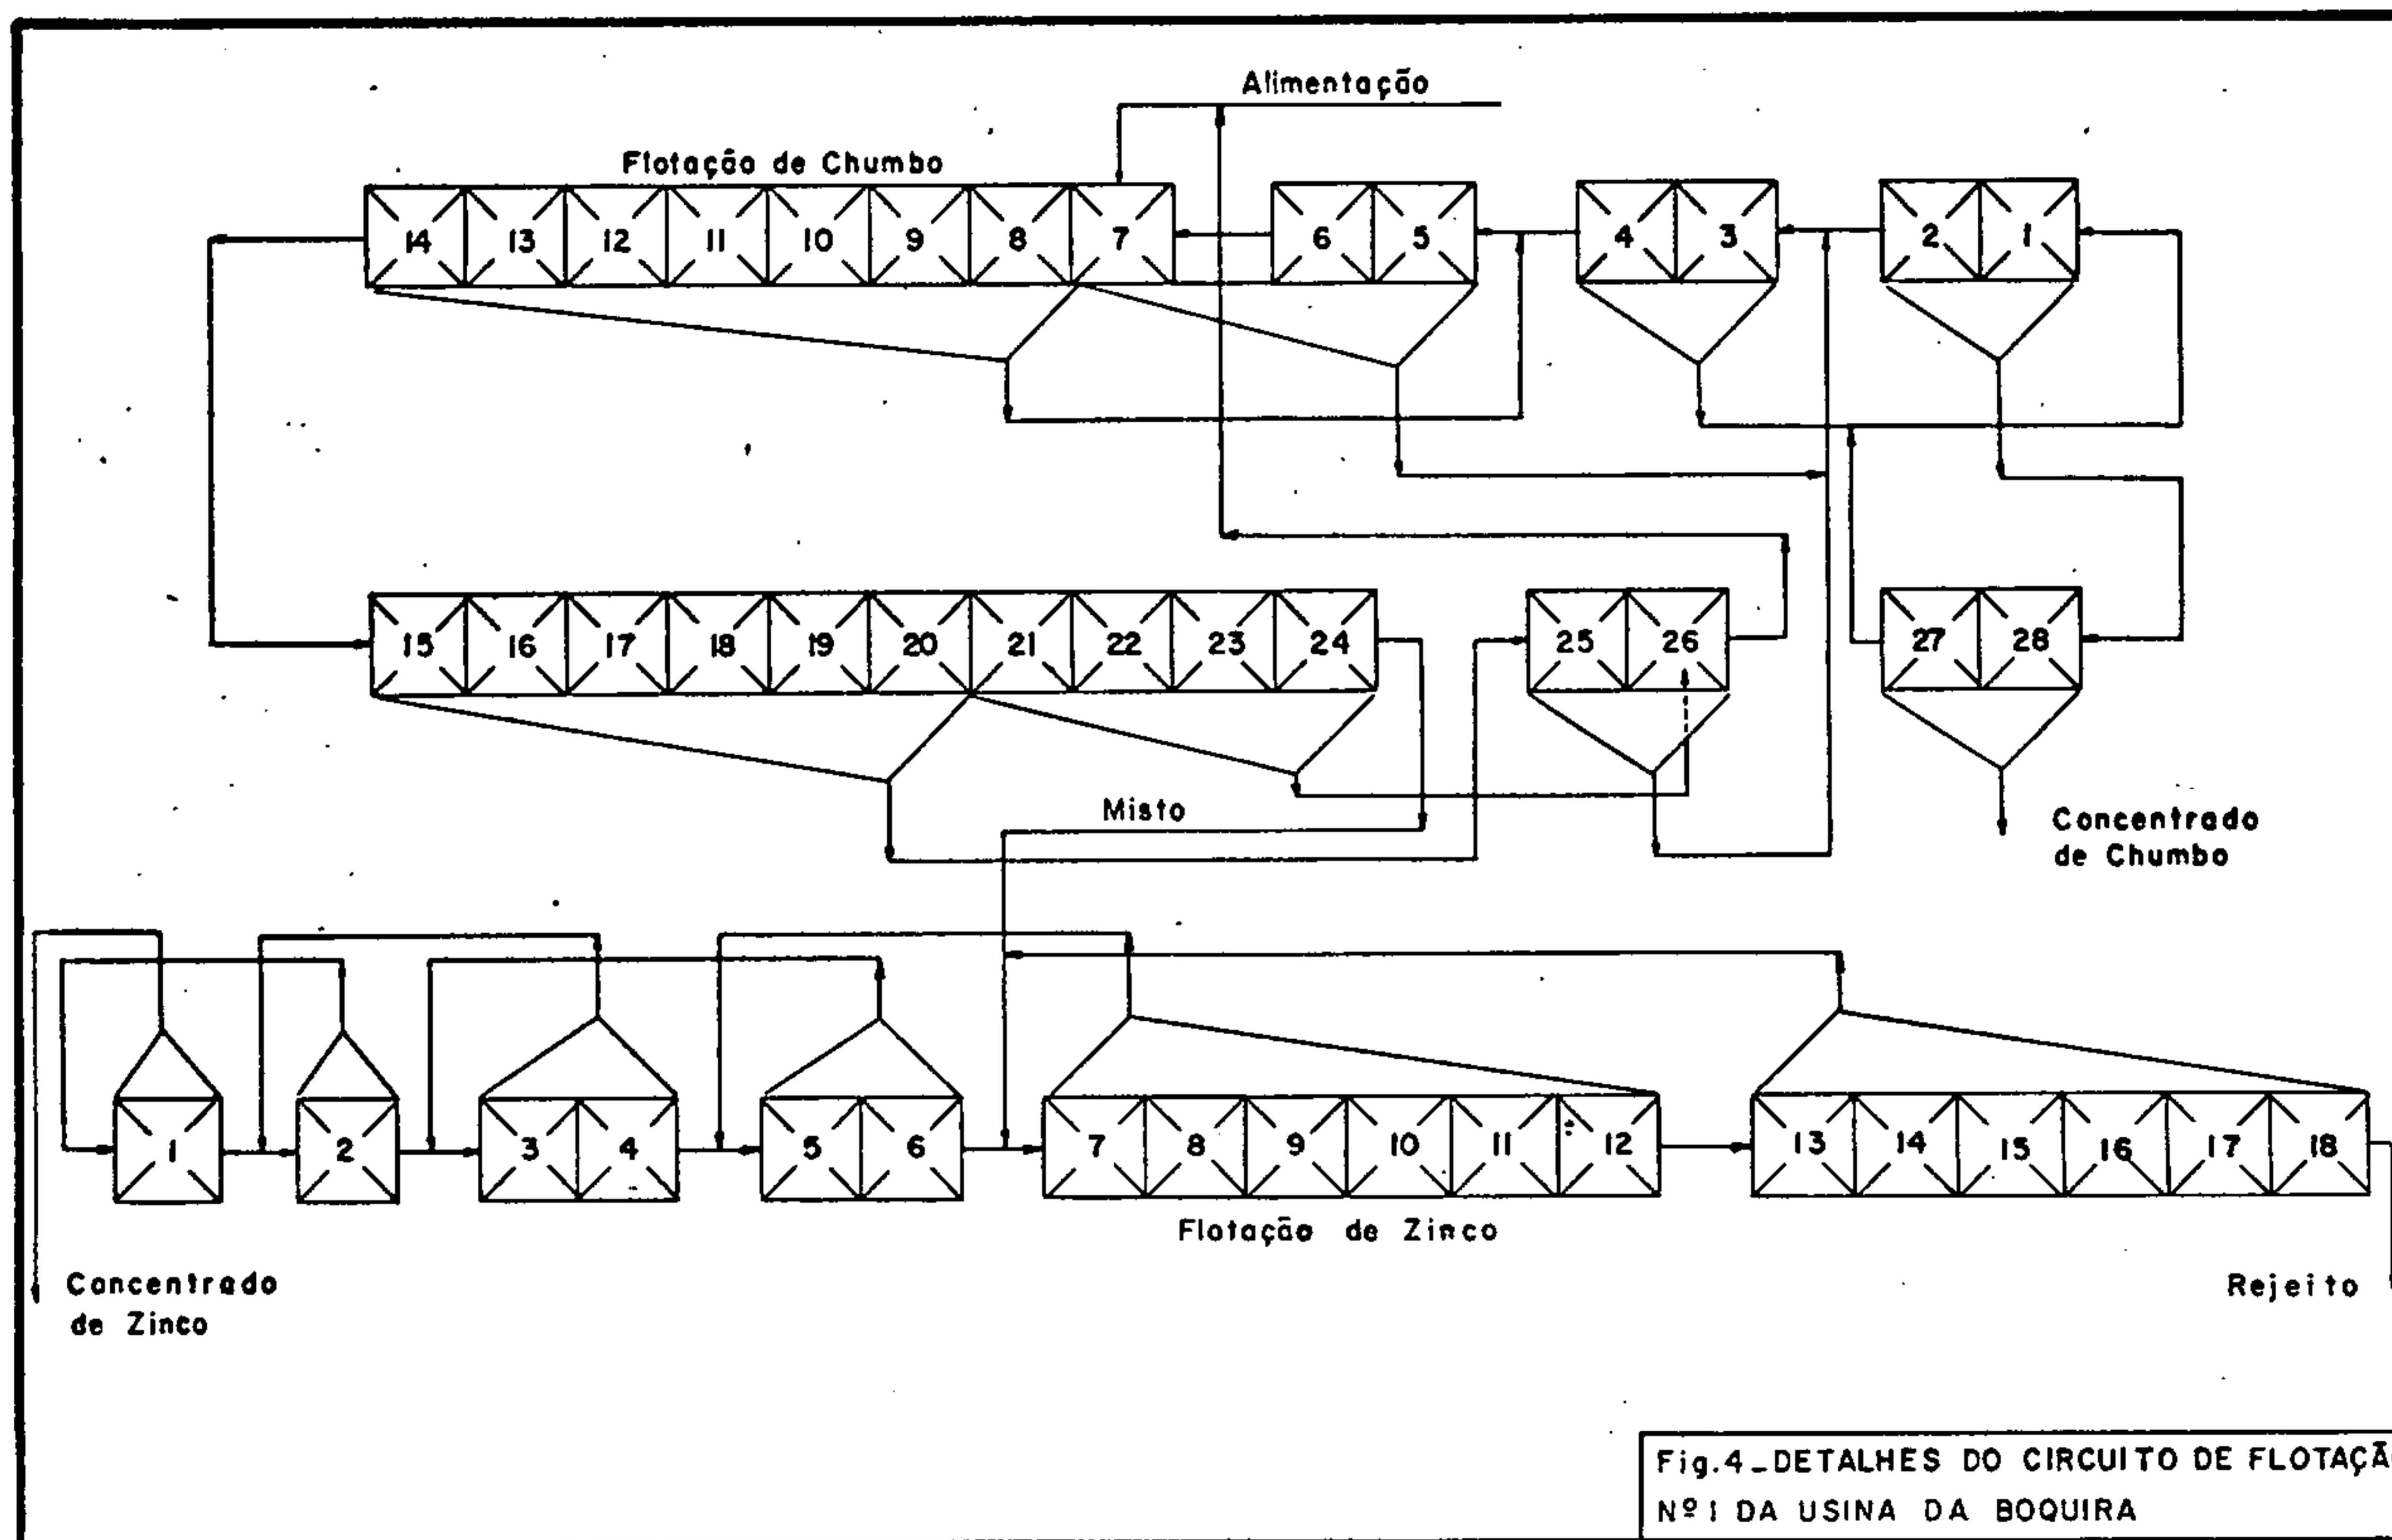 Alimentação
Flotação de Chumbo
14 13 12 11 10 9 8 7 6 5 4 3 2 1
15 16 17 18 19 20 21 22 23 24 25 26 27 28
Misto
Concentrado
de Chumbo
1 2 3 4 5 6 7 8 9 10 11 12 13 14 15 16 17 18
Flotação de Zinco
Concentrado
de Zinco
Rejeito
Fig.4_DETALHES DO CIRCUITO DE FLOTAÇÃ
Nº 1 DA USINA DA BOQUIRA